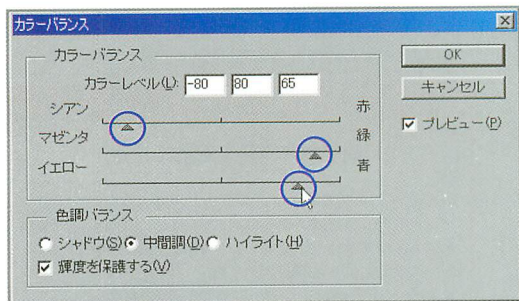 カラーバランス
カラーバランス
カラーレベル(L): -80 80 65
シアン 赤
マゼンタ 緑
イエロー 青
色調バランス
シャドウ(S) 中間調(D) ハイライト(H)
輝度を保護する(V)
OK
キャンセル
プレビュー(P)